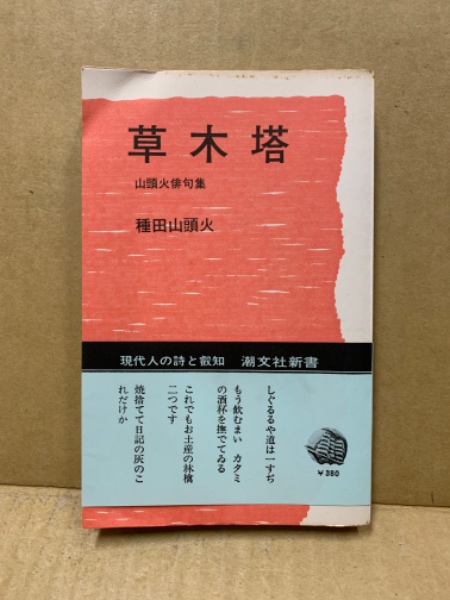 草木塔
山頭火俳句集
種田山頭火
現代人の詩と叡知 潮文社新書
しぐるるや道は一すぢ
もう飲むまい カタミ
の酒杯を撫でてゐる
これでもお土産の林檎
二つです
焼捨てて日記の灰のこ
れだけか
¥380